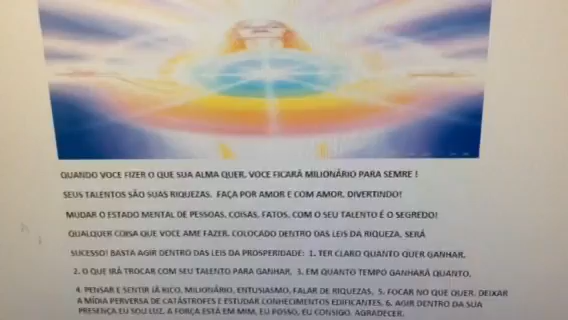 QUANDO VOCE FIZER O QUE SUA ALMA QUER, VOCE FICARÁ MILIONÁRIO PARA SEMRE !
SEUS TALENTOS SÃO SUAS RIQUEZAS. FAÇA POR AMOR E COM AMOR, DIVERTINDO!
MUDAR O ESTADO MENTAL DE PESSOAS, COISAS, FATOS, COM O SEU TALENTO É O SEGREDO!
QUALQUER COISA QUE VOCE AME FAZER, COLOCADO DENTRO DAS LEIS DA RIQUEZA, SERÁ
SUCESSO! BASTA AGIR DENTRO DAS LEIS DA PROSPERIDADE: 1. TER CLARO QUANTO QUER GANHAR,
2. O QUE IRÁ TROCAR COM SEU TALENTO PARA GANHAR, 3. EM QUANTO TEMPO GANHARÁ QUANTO,
4. PENSAR E SENTIR JÁ RICO, MILIONÁRIO, ENTUSIASMO, FALAR DE RIQUEZAS, 5. FOCAR NO QUE QUER, DEIXAR
A MÍDIA PERVERSA DE CATÁSTROFES E ESTUDAR CONHECIMENTOS EDIFICANTES, 6. AGIR DENTRO DA SUA
PRESENÇA EU SOU LUZ, A FORÇA ESTÁ EM MIM, EU POSSO, EU CONSIGO, AGRADECER.